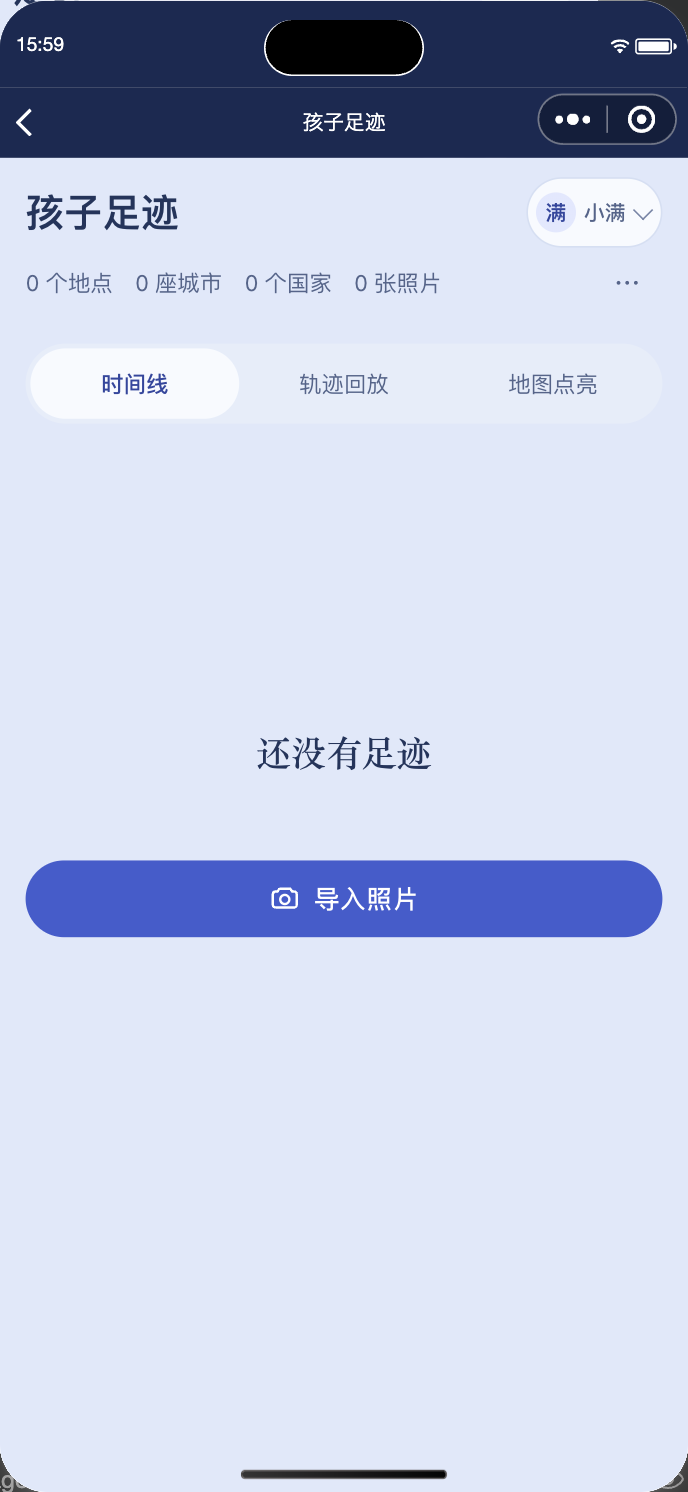 15:59
孩子足迹
孩子足迹
满 小满
0 个地点 0 座城市 0 个国家 0 张照片
时间线 轨迹回放 地图点亮
还没有足迹
导入照片